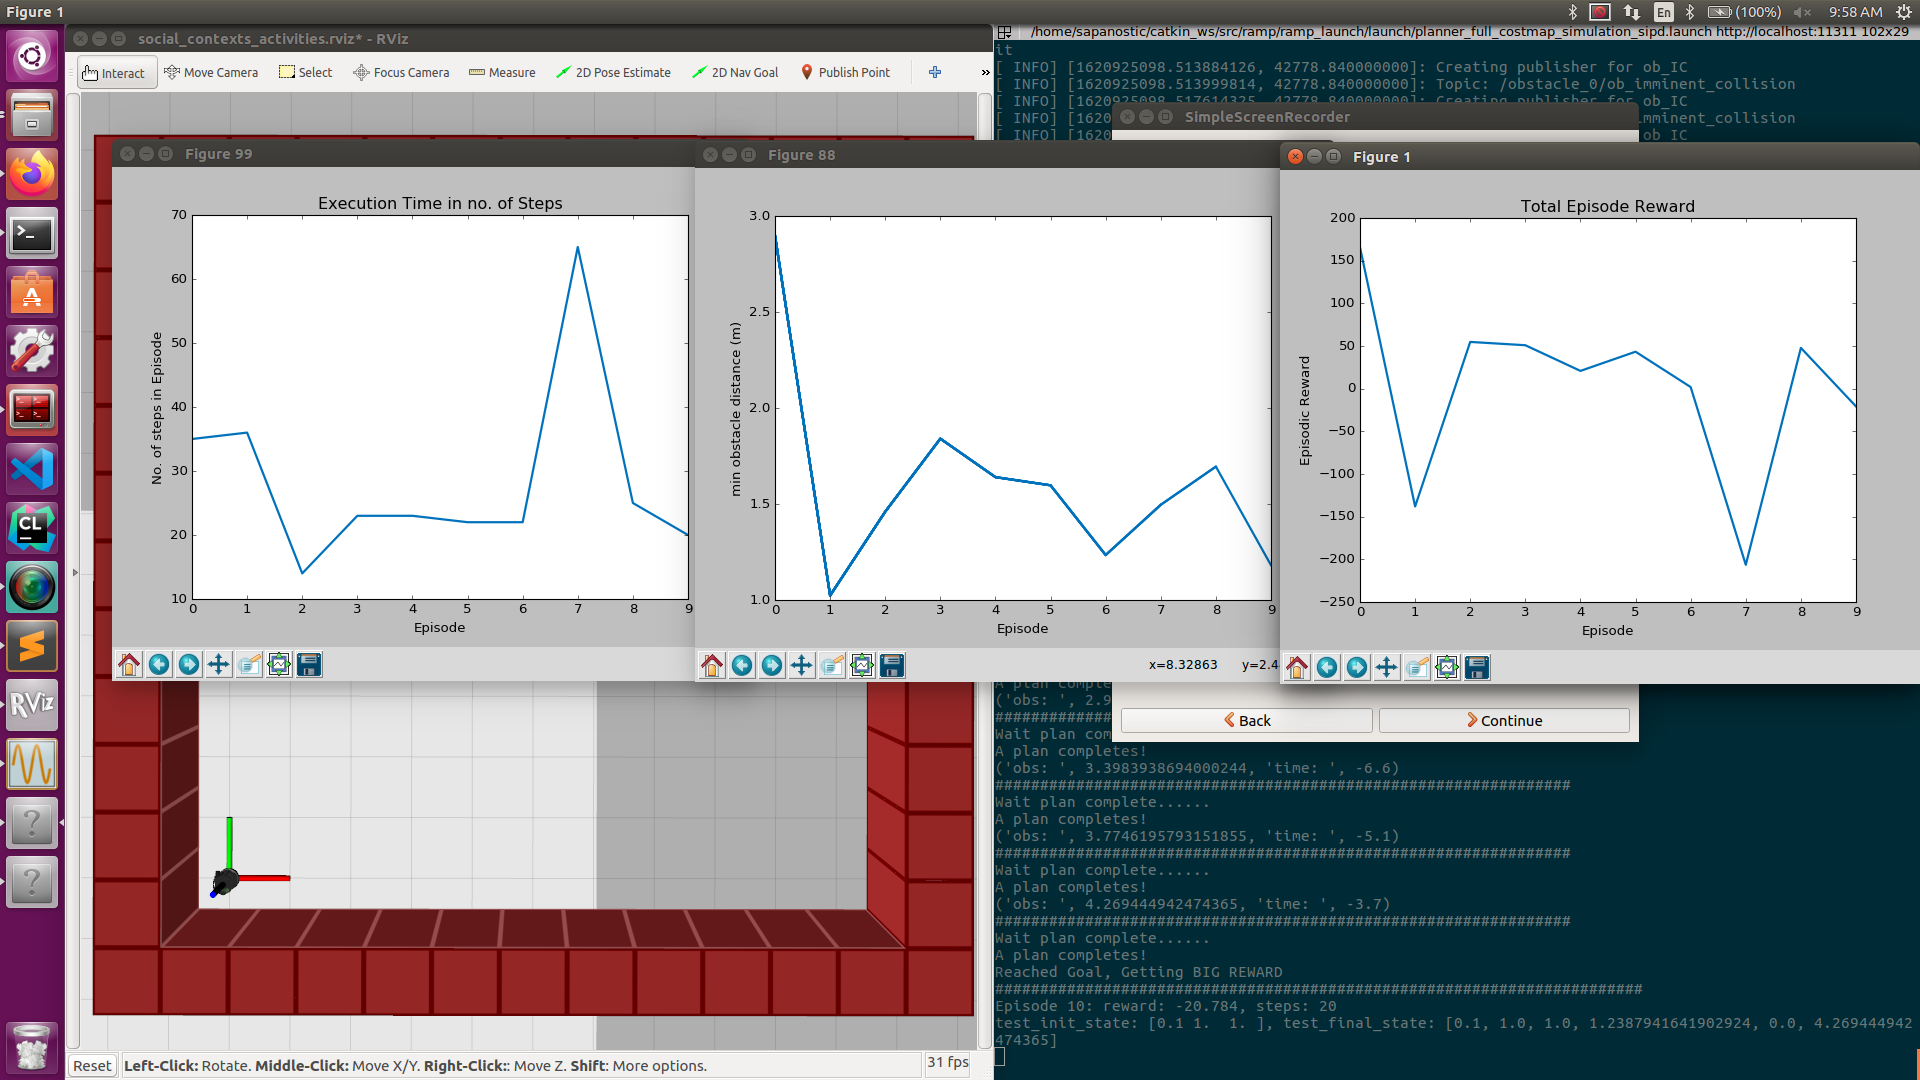 Figure 1
En
(100%)
9:58 AM
social_contexts_activities.rviz* - RViz
Interact
Move Camera
Select
Focus Camera
Measure
2D Pose Estimate
2D Nav Goal
Publish Point
»
/home/sapanostic/catkin_ws/src/ramp/ramp_launch/launch/planner_full_costmap_simulation_sipd.launch http://localhost:11311 102x29
it
[ INFO] [1620925098.513884126, 42778.840000000]: Creating publisher for ob_IC
[ INFO] [1620925098.513999814, 42778.840000000]: Topic: /obstacle_0/ob_imminent_collision
[ INFO] [1620925098.517614325, 42778.840000000]: Creating publisher for ob_IC
[ INFO] [1620 mminent_collision
[ INFO] [1620 ob_IC
SimpleScreenRecorder
Figure 99
Execution Time in no. of Steps
No. of steps in Episode
70
60
50
40
30
20
10
0 1 2 3 4 5 6 7 8 9
Episode
Figure 88
min obstacle distance (m)
3.0
2.5
2.0
1.5
1.0
0 1 2 3 4 5 6 7 8 9
Episode
x=8.32863 y=2.4
Figure 1
Total Episode Reward
Episodic Reward
200
150
100
50
0
−50
−100
−150
−200
−250
0 1 2 3 4 5 6 7 8 9
Episode
A plan complete
('obs: ', 2.9
#############
Back
Continue
Wait plan com
A plan completes!
('obs: ', 3.3983938694000244, 'time: ', -6.6)
################################################################
Wait plan complete......
A plan completes!
('obs: ', 3.7746195793151855, 'time: ', -5.1)
################################################################
Wait plan complete......
A plan completes!
('obs: ', 4.269444942474365, 'time: ', -3.7)
################################################################
Wait plan complete......
A plan completes!
Reached Goal, Getting BIG REWARD
########################################################################
Episode 10: reward: -20.784, steps: 20
test_init_state: [0.1 1.  1. ], test_final_state: [0.1, 1.0, 1.0, 1.2387941641902924, 0.0, 4.269444942
474365]
Reset
Left-Click: Rotate. Middle-Click: Move X/Y. Right-Click:: Move Z. Shift: More options.
31 fps
CL
RViz